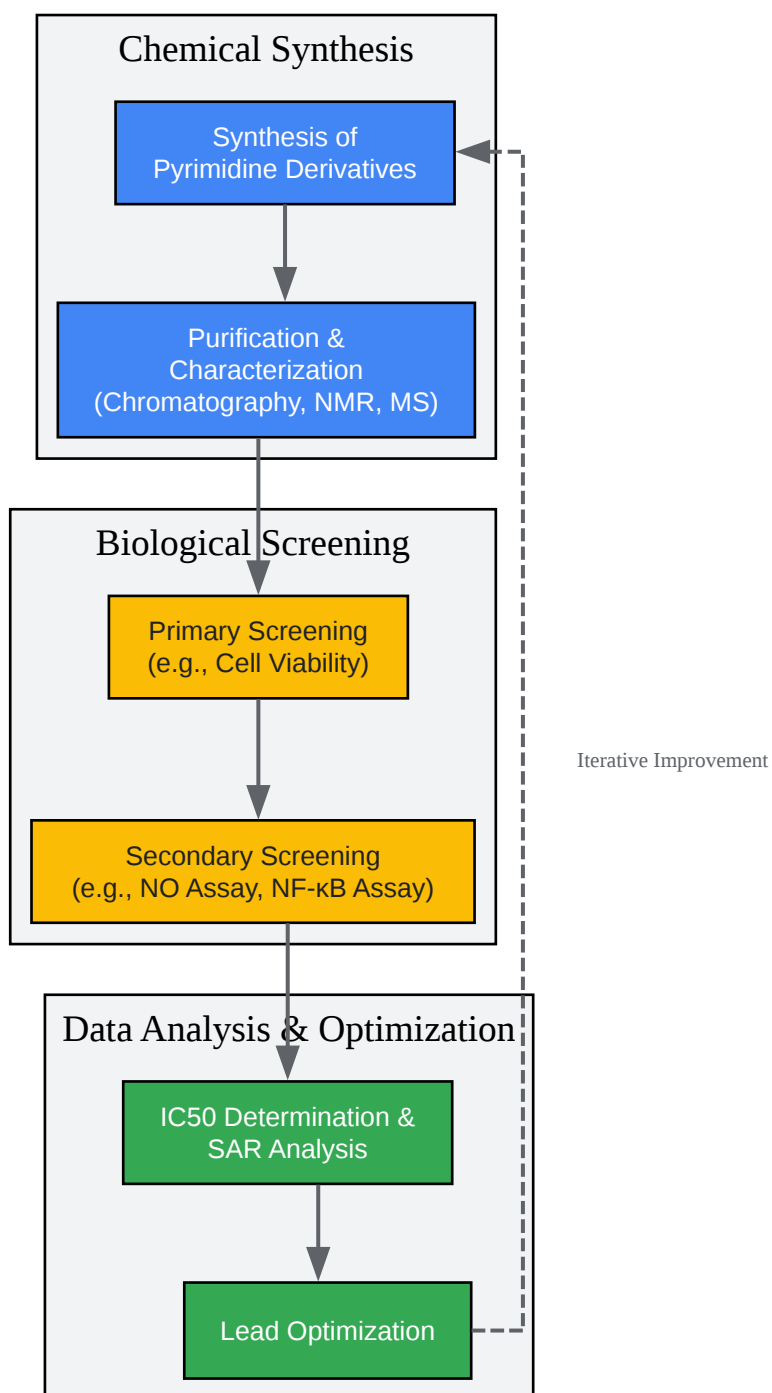 Chemical Synthesis
Synthesis of
Pyrimidine Derivatives
Purification &
Characterization
(Chromatography, NMR, MS)
Biological Screening
Primary Screening
(e.g., Cell Viability)
Iterative Improvement
Secondary Screening
(e.g., NO Assay, NF-κB Assay)
Data Analysis & Optimization
IC50 Determination &
SAR Analysis
Lead Optimization